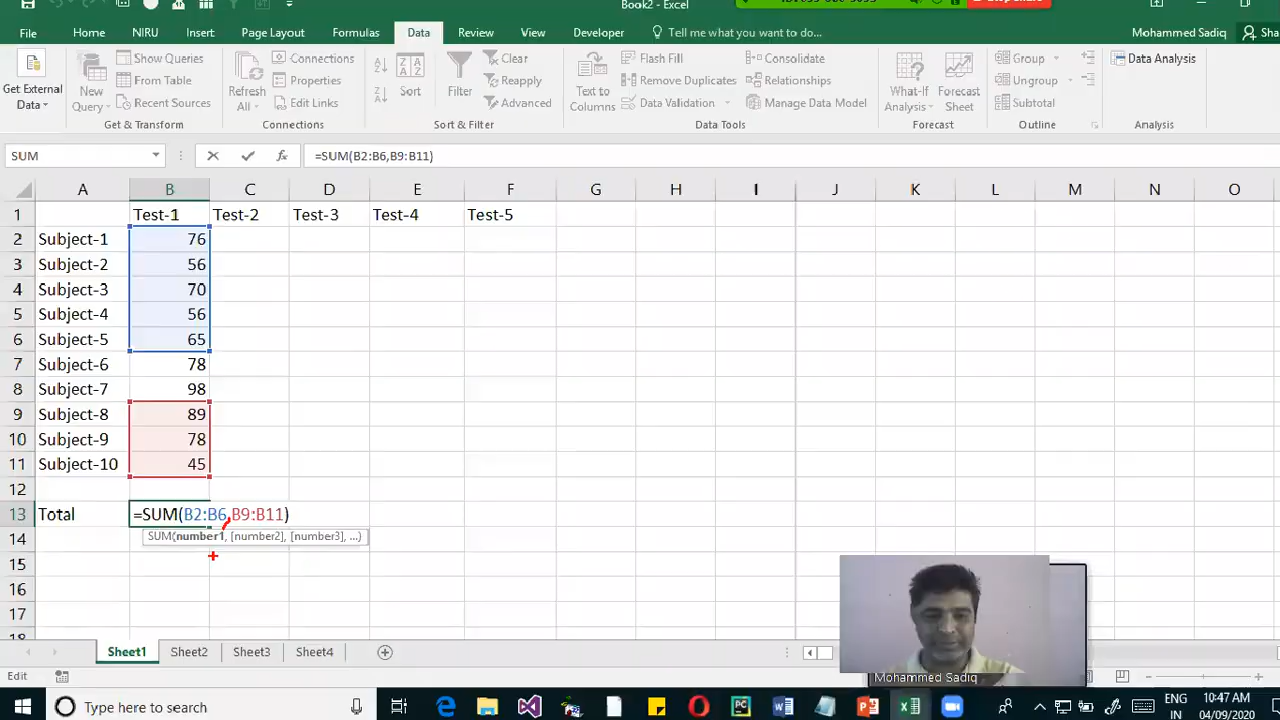 Book2 - Excel
File Home NIRU Insert Page Layout Formulas Data Review View Developer Tell me what you want to do... Mohammed Sadiq Sha
Get External Data
New Query
Show Queries
From Table
Recent Sources
Get & Transform
Refresh All
Connections
Properties
Edit Links
Connections
Sort
Filter
Clear
Reapply
Advanced
Sort & Filter
Text to Columns
Flash Fill
Remove Duplicates
Data Validation
Consolidate
Relationships
Manage Data Model
Data Tools
What-If Analysis
Forecast Sheet
Forecast
Group
Ungroup
Subtotal
Outline
Data Analysis
Analysis
SUM fx =SUM(B2:B6,B9:B11)
A B C D E F G H I J K L M N O
1 Test-1 Test-2 Test-3 Test-4 Test-5
2 Subject-1 76
3 Subject-2 56
4 Subject-3 70
5 Subject-4 56
6 Subject-5 65
7 Subject-6 78
8 Subject-7 98
9 Subject-8 89
10 Subject-9 78
11 Subject-10 45
12
13 Total =SUM(B2:B6,B9:B11)
14 SUM(number1, [number2], [number3], ...)
15
16
17
18
Mohammed Sadiq
Sheet1 Sheet2 Sheet3 Sheet4
Edit
Type here to search
ENG
IN
10:47 AM
04/09/2020